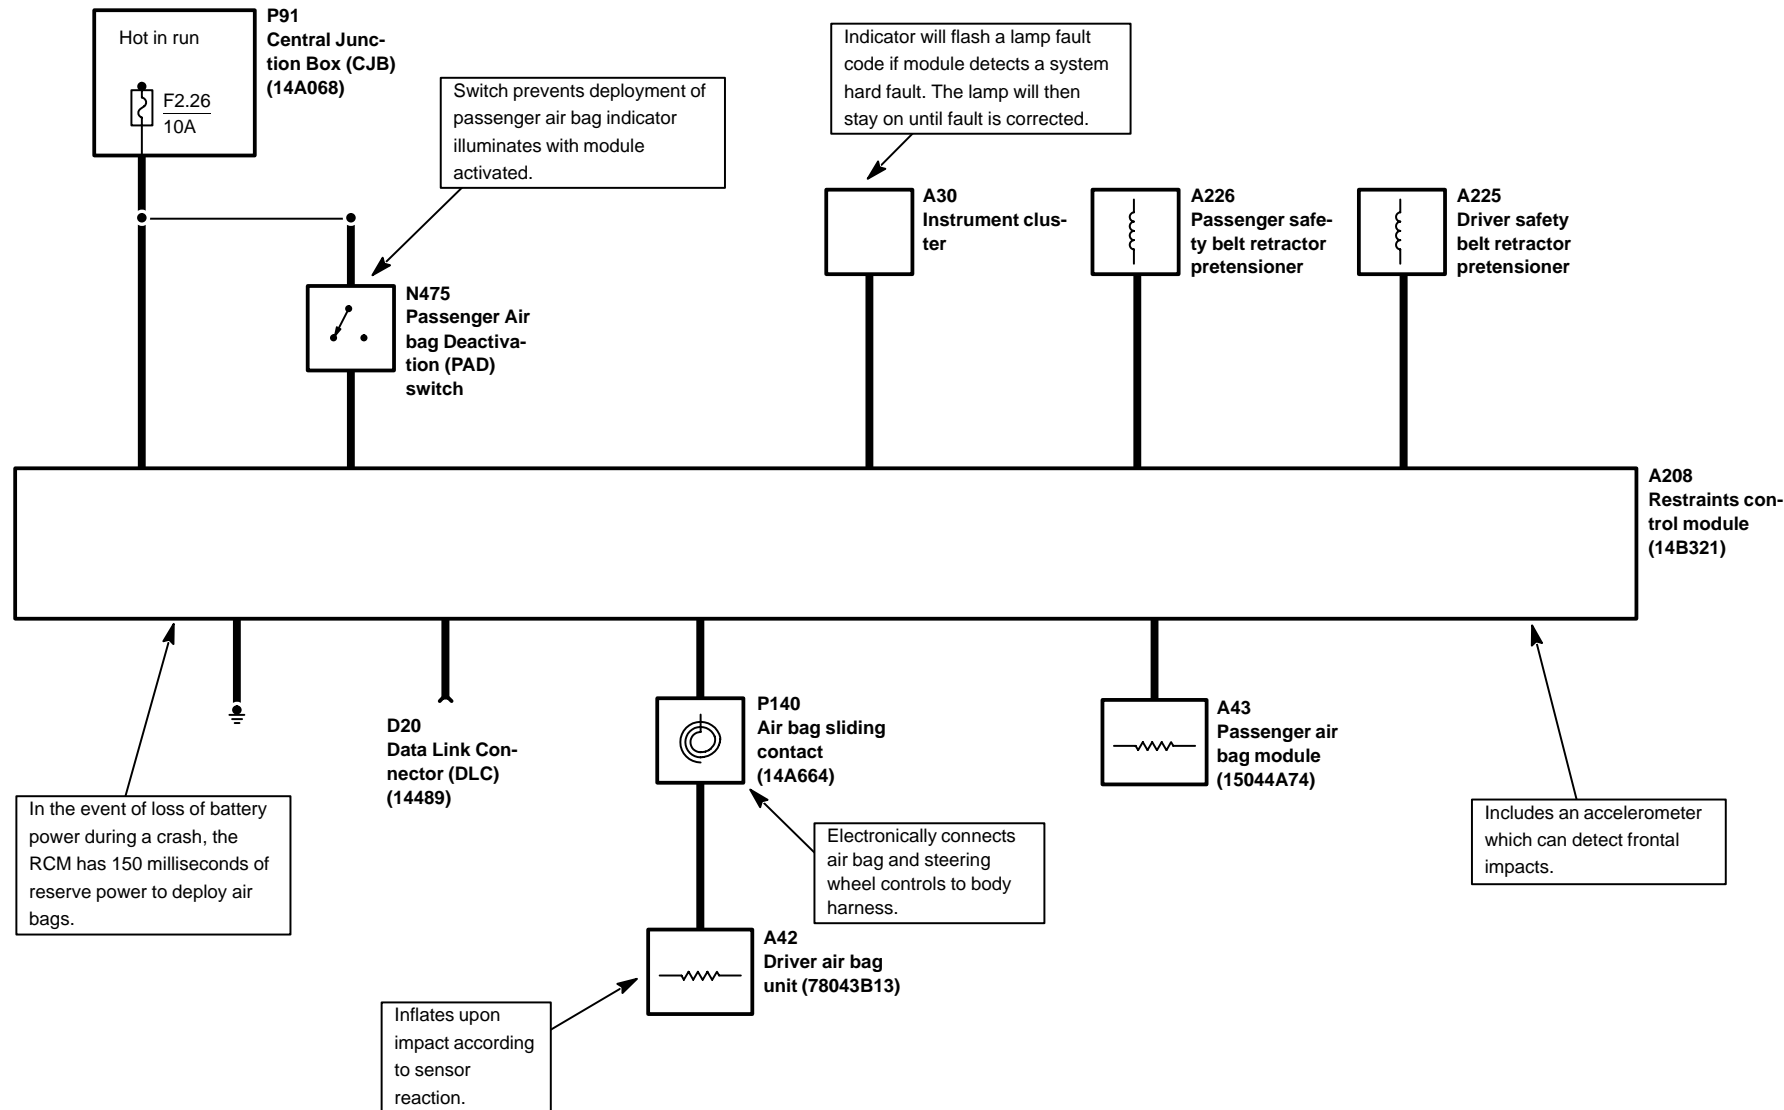 Hot in run
F2.26
10A
P91
Central Junc-
tion Box (CJB)
(14A068)
Switch prevents deployment of
passenger air bag indicator
illuminates with module
activated.
N475
Passenger Air
bag Deactiva-
tion (PAD)
switch
Indicator will flash a lamp fault
code if module detects a system
hard fault. The lamp will then
stay on until fault is corrected.
A30
Instrument clus-
ter
A226
Passenger safe-
ty belt retractor
pretensioner
A225
Driver safety
belt retractor
pretensioner
A208
Restraints con-
trol module
(14B321)
In the event of loss of battery
power during a crash, the
RCM has 150 milliseconds of
reserve power to deploy air
bags.
D20
Data Link Con-
nector (DLC)
(14489)
P140
Air bag sliding
contact
(14A664)
Electronically connects
air bag and steering
wheel controls to body
harness.
A43
Passenger air
bag module
(15044A74)
Includes an accelerometer
which can detect frontal
impacts.
A42
Driver air bag
unit (78043B13)
Inflates upon
impact according
to sensor
reaction.